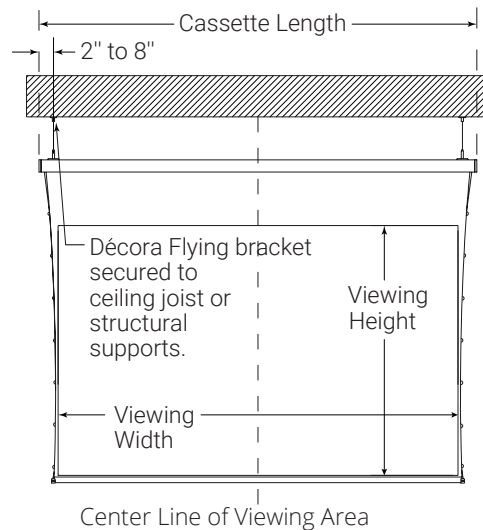 Cassette Length
2" to 8"
Décora Flying bracket
secured to
ceiling joist or
structural
supports.
Viewing
Height
Viewing
Width
Center Line of Viewing Area